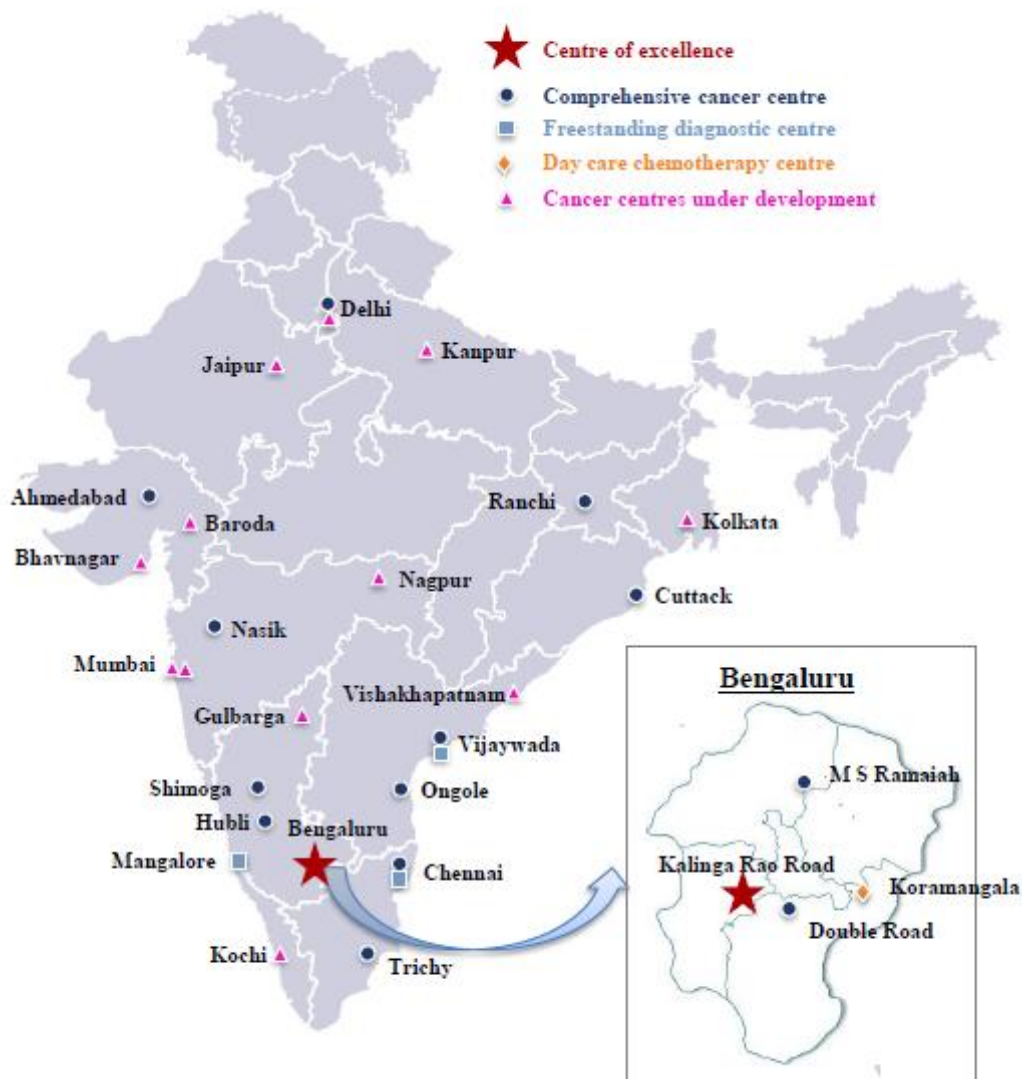 Centre of excellence
Comprehensive cancer centre
Freestanding diagnostic centre
Day care chemotherapy centre
Cancer centres under development
Delhi
Jaipur
Kanpur
Ahmedabad
Ranchi
Baroda
Kolkata
Bhavnagar
Nagpur
Cuttack
Nasik
Mumbai
Vishakhapatnam
Gulbarga
Vijaywada
Shimoga
Ongole
Hubli
Bengaluru
Mangalore
Chennai
Kochi
Trichy
Bengaluru
M S Ramaiah
Kalinga Rao Road
Koramangala
Double Road